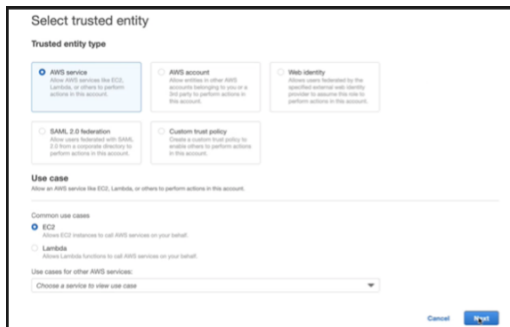 Select trusted entity
Trusted entity type
AWS service
Allow AWS services like EC2,
Lambda, or others to perform
actions in this account.
AWS account
Allow entities in other AWS
accounts belonging to you or a
3rd party to perform actions in
this account.
Web identity
Allows users federated by the
specified external web identity
provider to assume this role to
perform actions in this account.
SAML 2.0 federation
Allow users federated with SAML
2.0 from a corporate directory to
perform actions in this account.
Custom trust policy
Create a custom trust policy to
enable others to perform actions
in this account.
Use case
Allow an AWS service like EC2, Lambda, or others to perform actions in this account.
Common use cases
EC2
Allows EC2 instances to call AWS services on your behalf.
Lambda
Allows Lambda functions to call AWS services on your behalf.
Use cases for other AWS services:
Choose a service to view use case
Cancel
Next